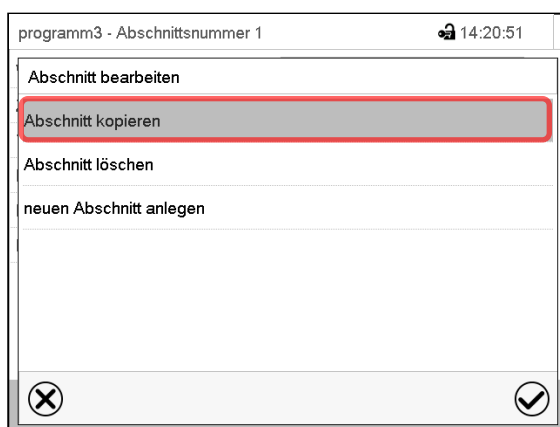 programm3 - Abschnittsnummer 1 14:20:51
Abschnitt bearbeiten
Abschnitt kopieren
Abschnitt löschen
neuen Abschnitt anlegen